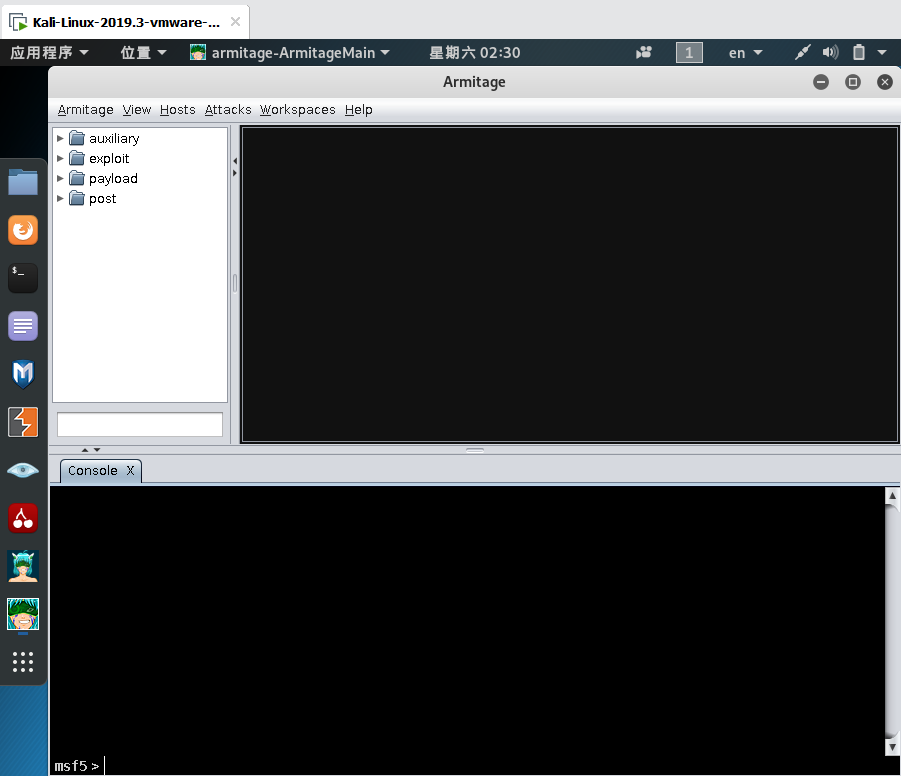 Kali-Linux-2019.3-vmware-...
应用程序 位置 armitage-ArmitageMain 星期六 02:30 1 en
Armitage
Armitage View Hosts Attacks Workspaces Help
auxiliary
exploit
payload
post
$_
Console X
msf5 >